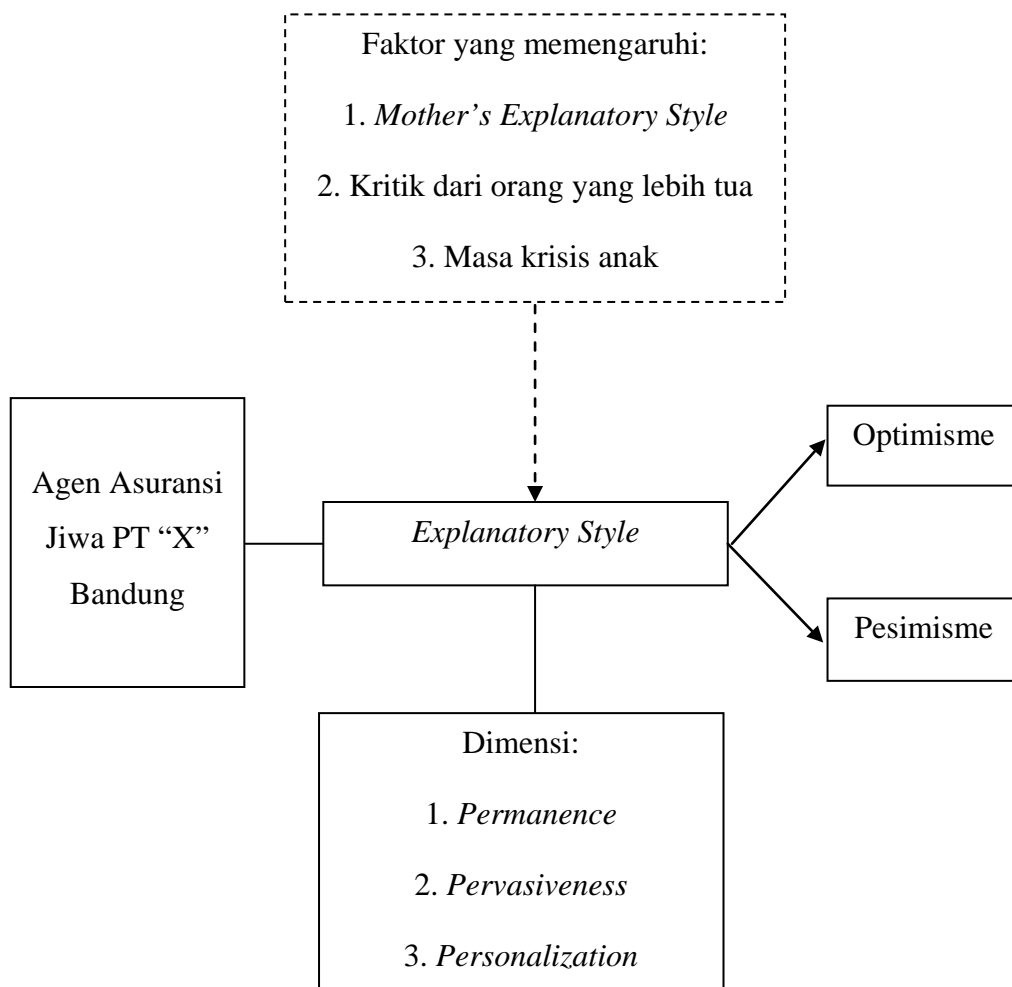 Faktor yang memengaruhi:
1. Mother’s Explanatory Style
2. Kritik dari orang yang lebih tua
3. Masa krisis anak
Agen Asuransi
Jiwa PT “X”
Bandung
Explanatory Style
Optimisme
Pesimisme
Dimensi:
1. Permanence
2. Pervasiveness
3. Personalization